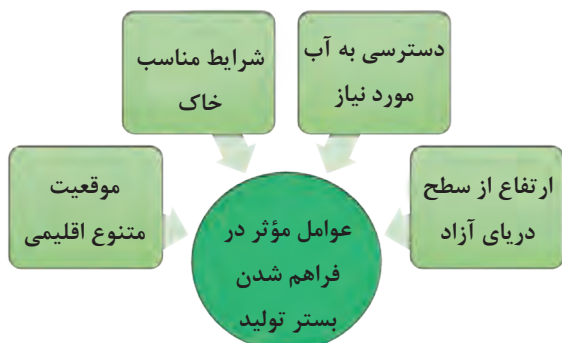 دسترسی به آب
مورد نیاز
شرایط مناسب
خاک
ارتفاع از سطح
دریای آزاد
موقعیت
متنوع اقلیمی
عوامل مؤثر در
فراهم شدن
بستر تولید